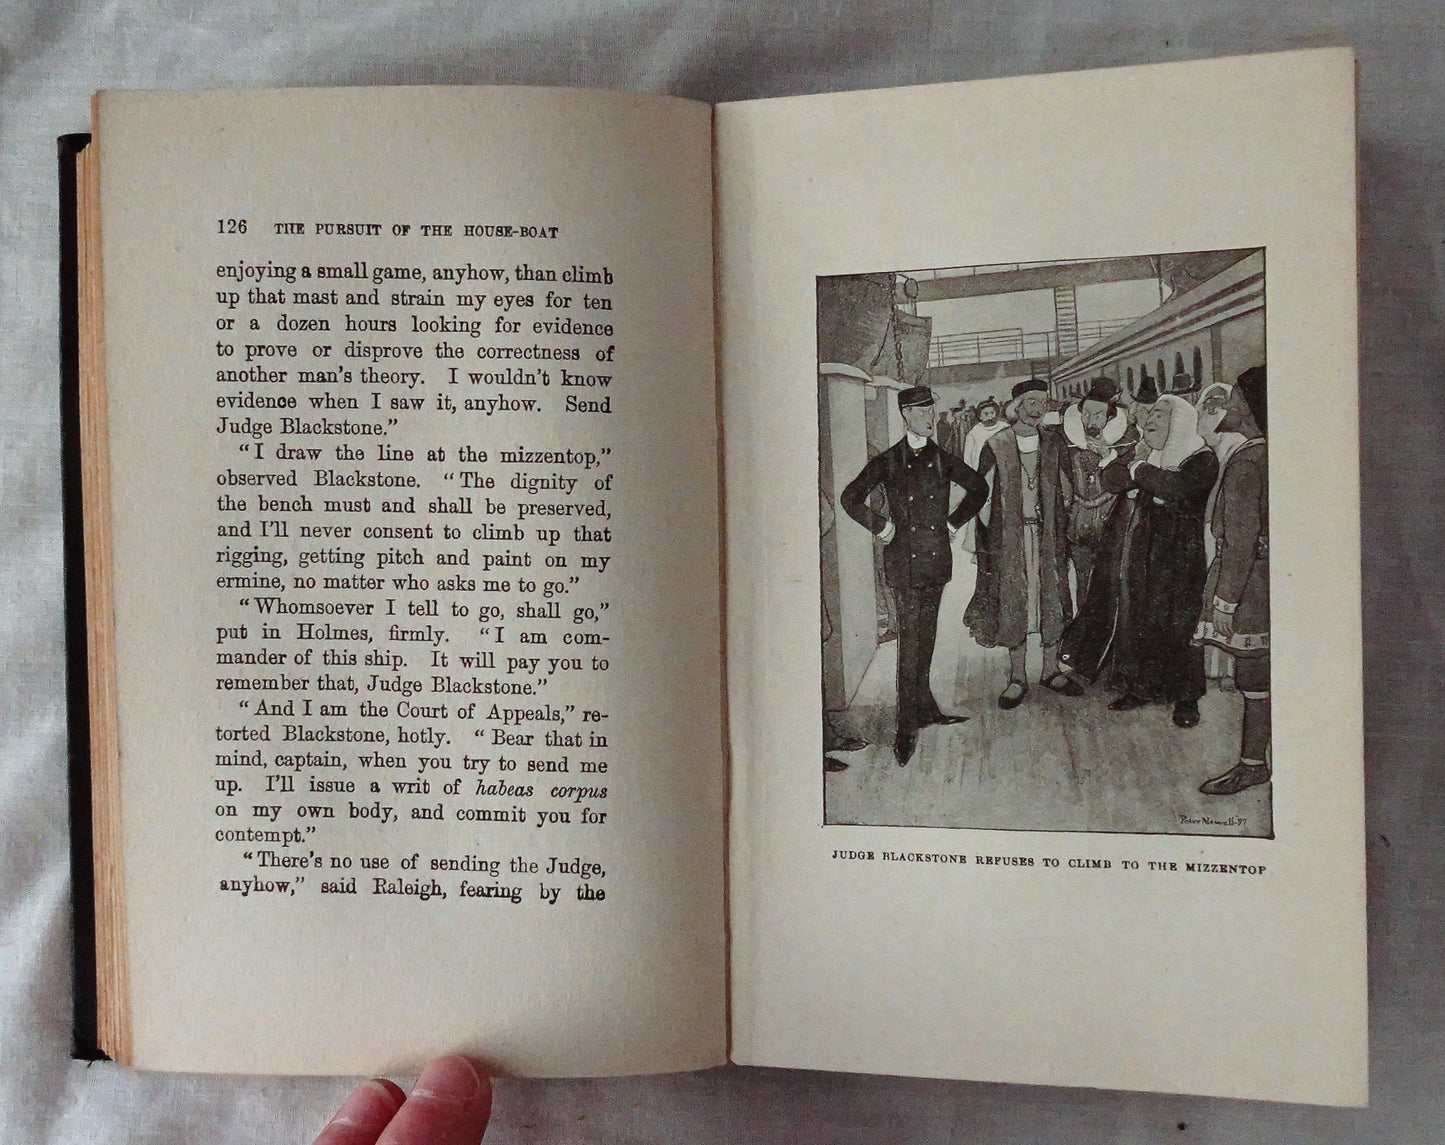 126 THE PURSUIT OF THE HOUSE-BOAT
enjoying a small game, anyhow, than climb
up that mast and strain my eyes for ten
or a dozen hours looking for evidence
to prove or disprove the correctness of
another man's theory. I wouldn't know
evidence when I saw it, anyhow. Send
Judge Blackstone."
"I draw the line at the mizzentop,"
observed Blackstone. "The dignity of
the bench must and shall be preserved,
and I'll never consent to climb up that
rigging, getting pitch and paint on my
ermine, no matter who asks me to go."
"Whomsoever I tell to go, shall go,"
put in Holmes, firmly. "I am com-
mander of this ship. It will pay you to
remember that, Judge Blackstone."
"And I am the Court of Appeals," re-
torted Blackstone, hotly. "Bear that in
mind, captain, when you try to send me
up. I'll issue a writ of habeas corpus
on my own body, and commit you for
contempt."
"There's no use of sending the Judge,
anyhow," said Raleigh, fearing by the
Peter Newell-97
JUDGE BLACKSTONE REFUSES TO CLIMB TO THE MIZZENTOP